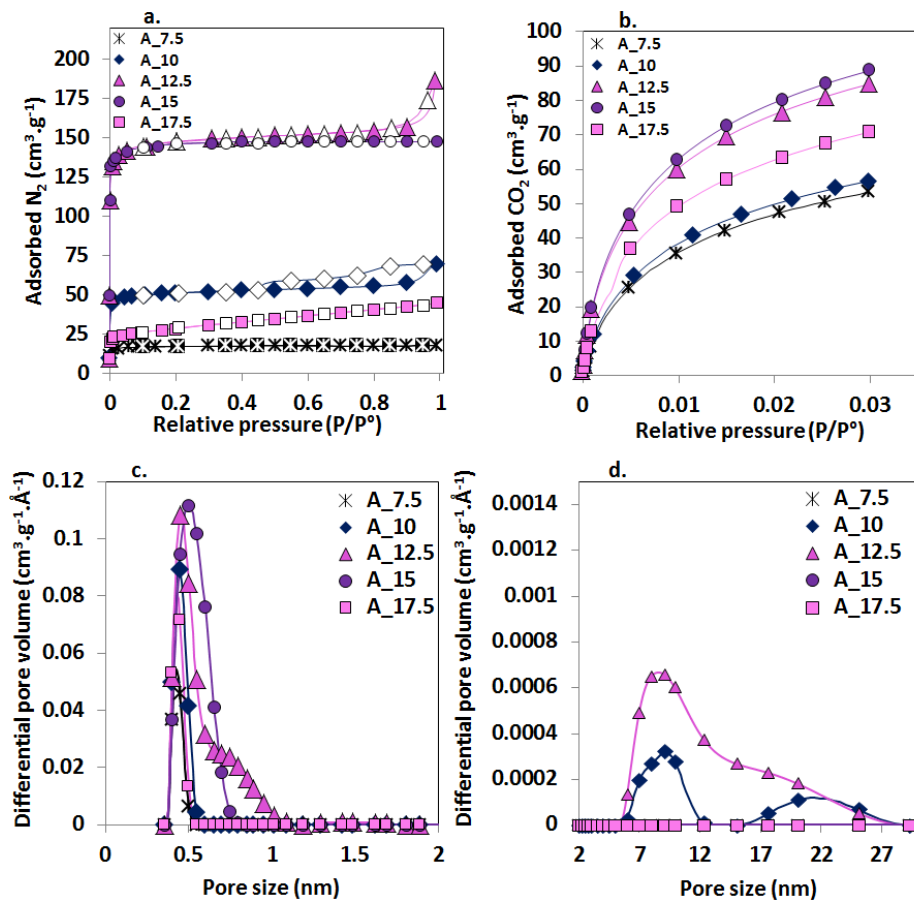 a.
A_7.5
A_10
A_12.5
A_15
A_17.5
200
175
150
125
100
75
50
25
0
0
0.2
0.4
0.6
0.8
1
Adsorbed N₂ (cm³·g⁻¹)
Relative pressure (P/P°)
b.
A_7.5
A_10
A_12.5
A_15
A_17.5
100
90
80
70
60
50
40
30
20
10
0
0
0.01
0.02
0.03
Adsorbed CO₂ (cm³·g⁻¹)
Relative pressure (P/P°)
c.
A_7.5
A_10
A_12.5
A_15
A_17.5
0.12
0.1
0.08
0.06
0.04
0.02
0
0
0.5
1
1.5
2
Differential pore volume (cm³·g⁻¹.Å⁻¹)
Pore size (nm)
d.
A_7.5
A_10
A_12.5
A_15
A_17.5
0.0014
0.0012
0.001
0.0008
0.0006
0.0004
0.0002
0
2
7
12
17
22
27
Differential pore volume (cm³·g⁻¹.Å⁻¹)
Pore size (nm)